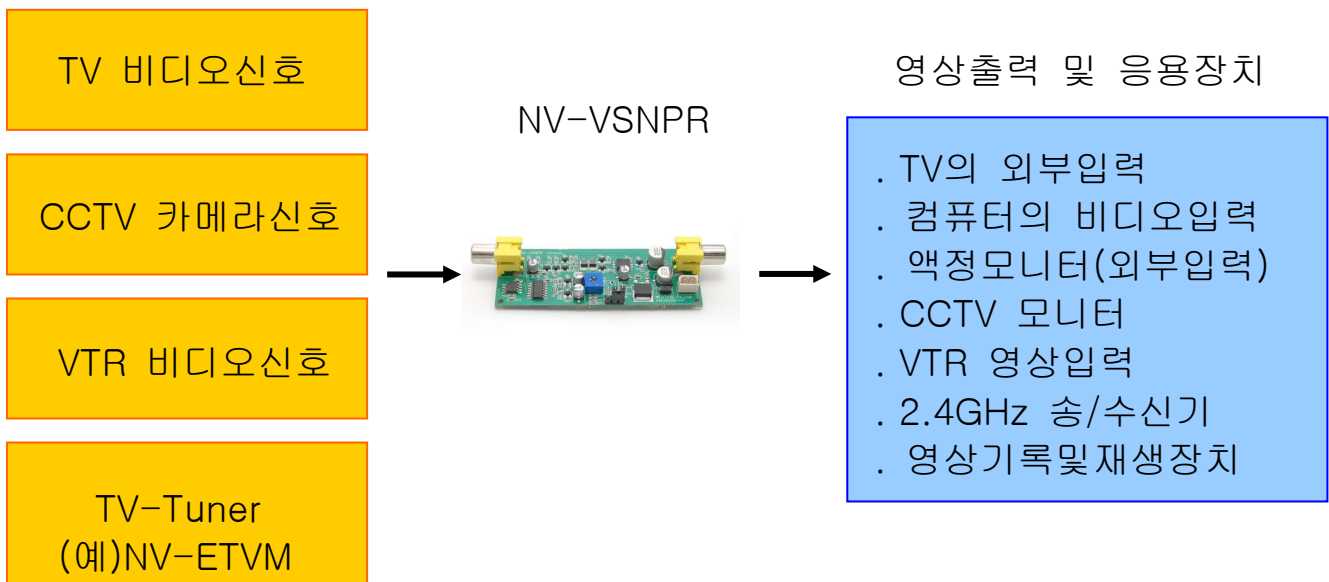 TV 비디오신호
CCTV 카메라신호
VTR 비디오신호
TV-Tuner
(예)NV-ETVM
NV-VSNPR
영상출력 및 응용장치
. TV의 외부입력
컴퓨터의 비디오입력
. 액정모니터(외부입력)
. CCTV 모니터
. VTR 영상입력
. 2.4GHz 송/수신기
. 영상기록및재생장치